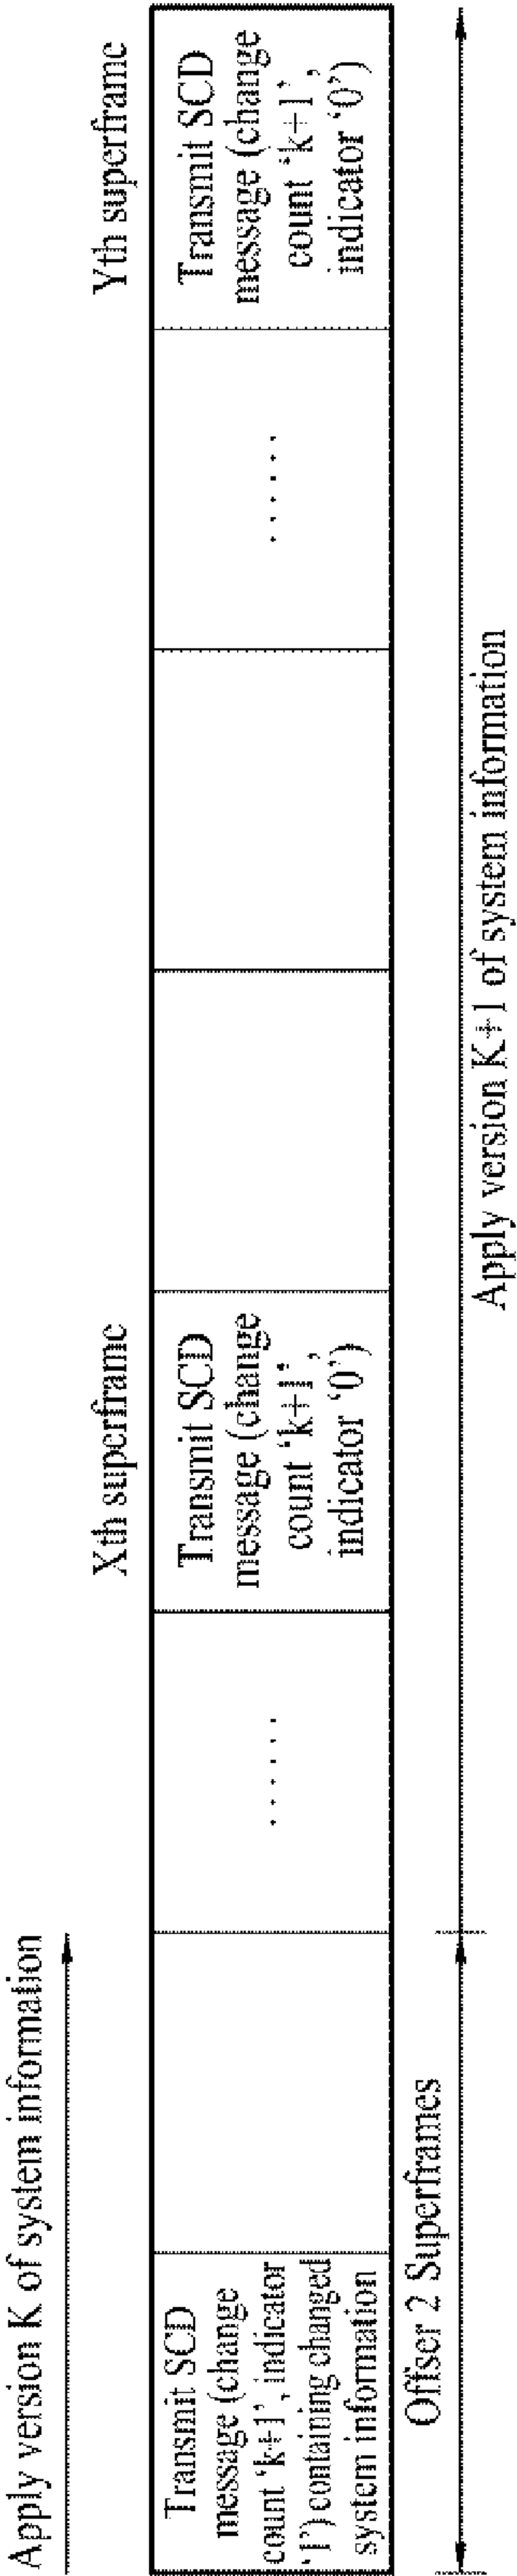 Apply version K of system information
Xth superframe
Yth superframe
Transmit SCD
message (change
count ‘k+1’, indicator
‘1’) containing changed
system information
......
Transmit SCD
message (change
count ‘k+1’,
indicator ‘0’)
......
Transmit SCD
message (change
count ‘k+1’,
indicator ‘0’)
Offser 2 Superframes
Apply version K+1 of system information